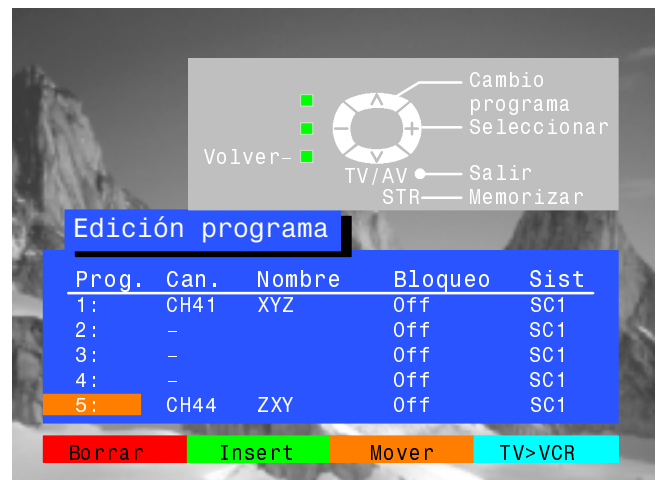 Cambio
programa
Seleccionar
Volver–
TV/AV Salir
STR Memorizar
Edición programa
Prog. Can. Nombre Bloqueo Sist
1: CH41 XYZ Off SC1
2: – Off SC1
3: – Off SC1
4: – Off SC1
5: CH44 ZXY Off SC1
Borrar Insert Mover TV>VCR